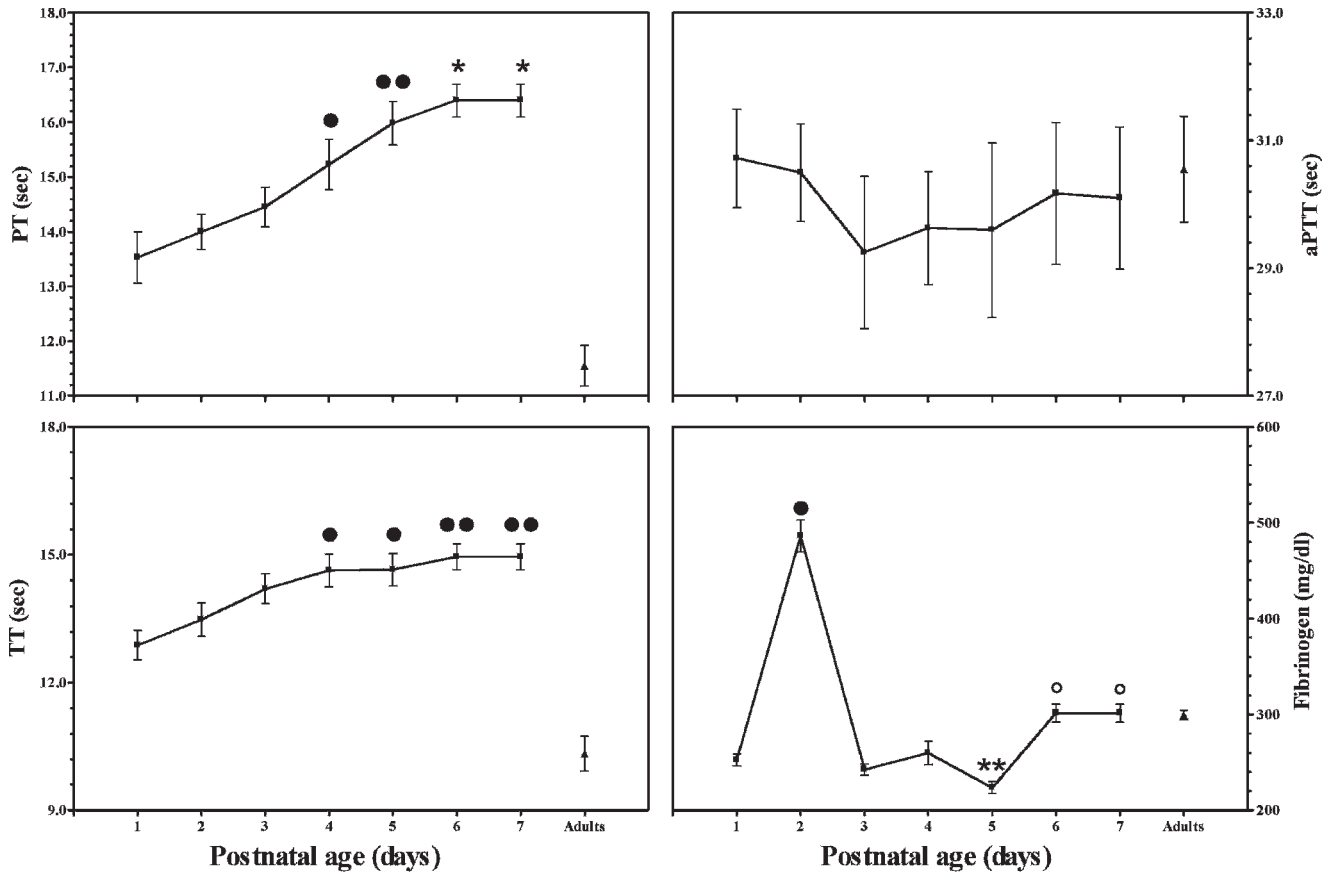 18.0
17.0
16.0
15.0
14.0
13.0
12.0
11.0
PT (sec)
● ●● * *
33.0
31.0
29.0
27.0
aPTT (sec)
18.0
15.0
12.0
9.0
TT (sec)
● ● ●● ●●
1 2 3 4 5 6 7 Adults
Postnatal age (days)
600
500
400
300
200
Fibrinogen (mg/dl)
● ** o o
1 2 3 4 5 6 7 Adults
Postnatal age (days)